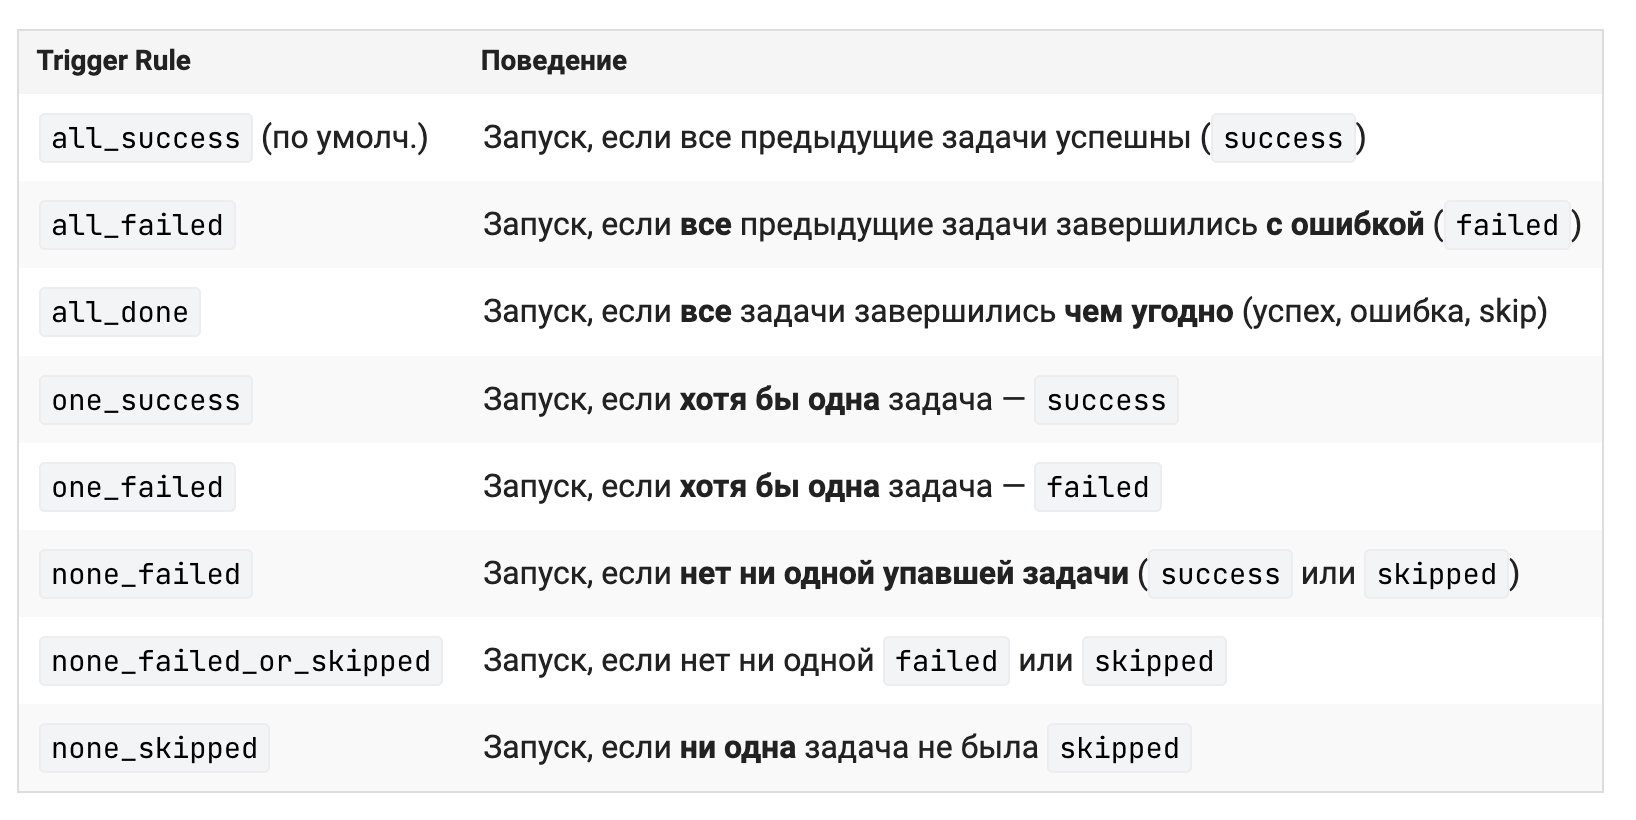 Trigger Rule Поведение
all_success (по умолч.) Запуск, если все предыдущие задачи успешны (success)
all_failed Запуск, если все предыдущие задачи завершились с ошибкой (failed)
all_done Запуск, если все задачи завершились чем угодно (успех, ошибка, skip)
one_success Запуск, если хотя бы одна задача — success
one_failed Запуск, если хотя бы одна задача — failed
none_failed Запуск, если нет ни одной упавшей задачи (success или skipped)
none_failed_or_skipped Запуск, если нет ни одной failed или skipped
none_skipped Запуск, если ни одна задача не была skipped